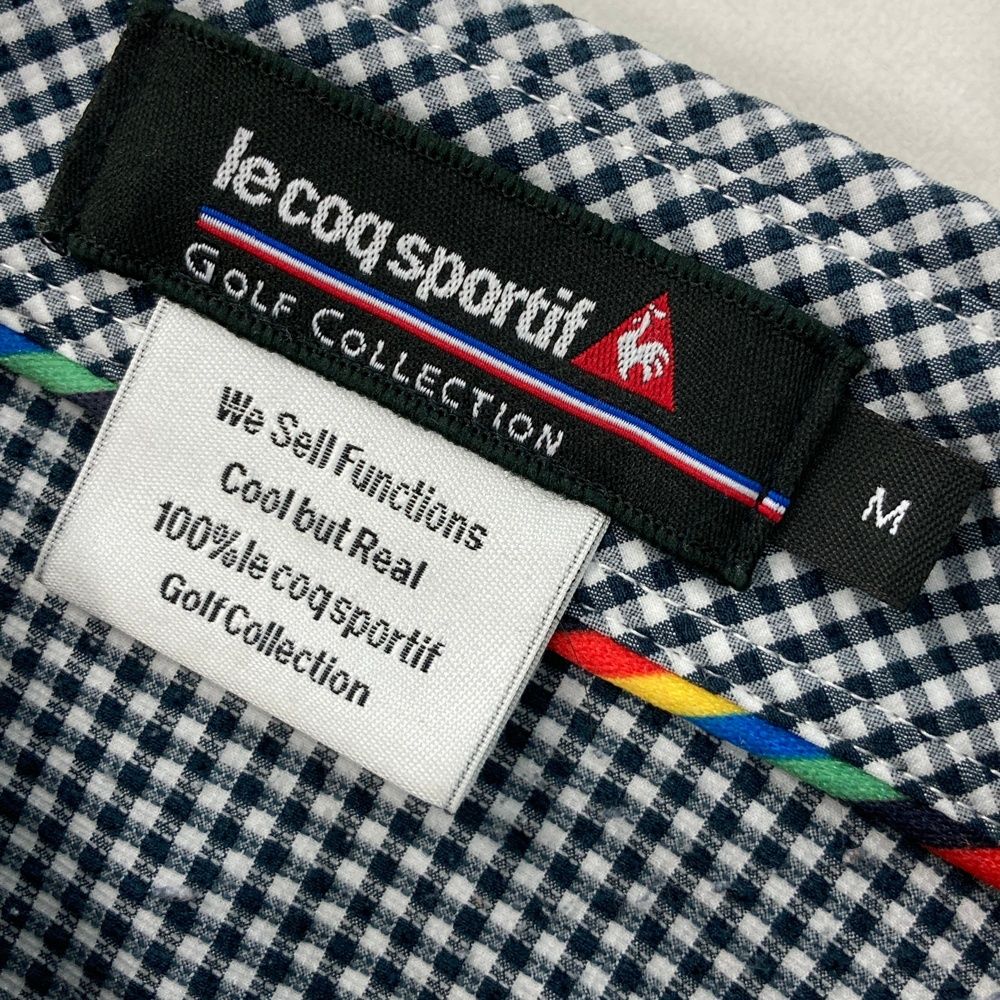 le coq sportif
GOLF COLLECTION
M
We Sell Functions
Cool but Real
100% le coq sportif
Golf Collection